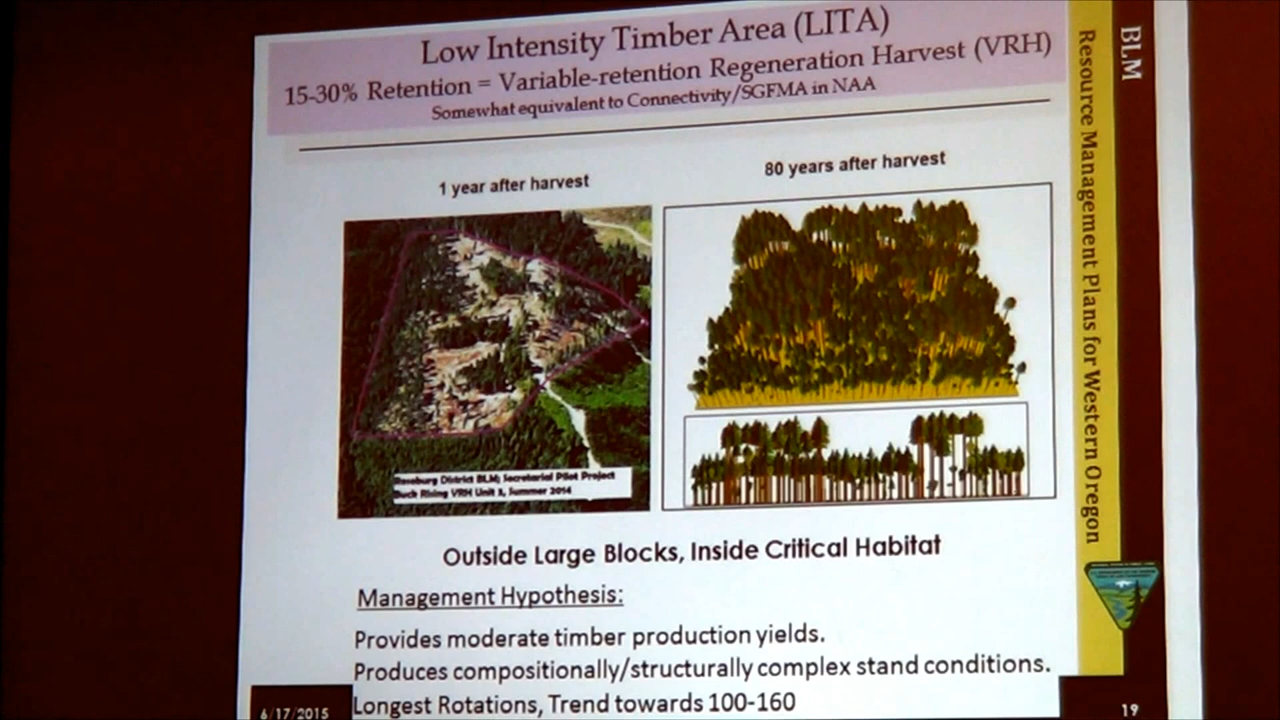 Low Intensity Timber Area (LITA)
15-30% Retention = Variable-retention Regeneration Harvest (VRH)
Somewhat equivalent to Connectivity/SGFMA in NAA
1 year after harvest
80 years after harvest
Roseburg District BLM; Secretarial Pilot Project
Buck Rising VRH Unit 3, Summer 2014
Outside Large Blocks, Inside Critical Habitat
Management Hypothesis:
Provides moderate timber production yields.
Produces compositionally/structurally complex stand conditions.
Longest Rotations, Trend towards 100-160
6/17/2015
19
BLM
Resource Management Plans for Western Oregon